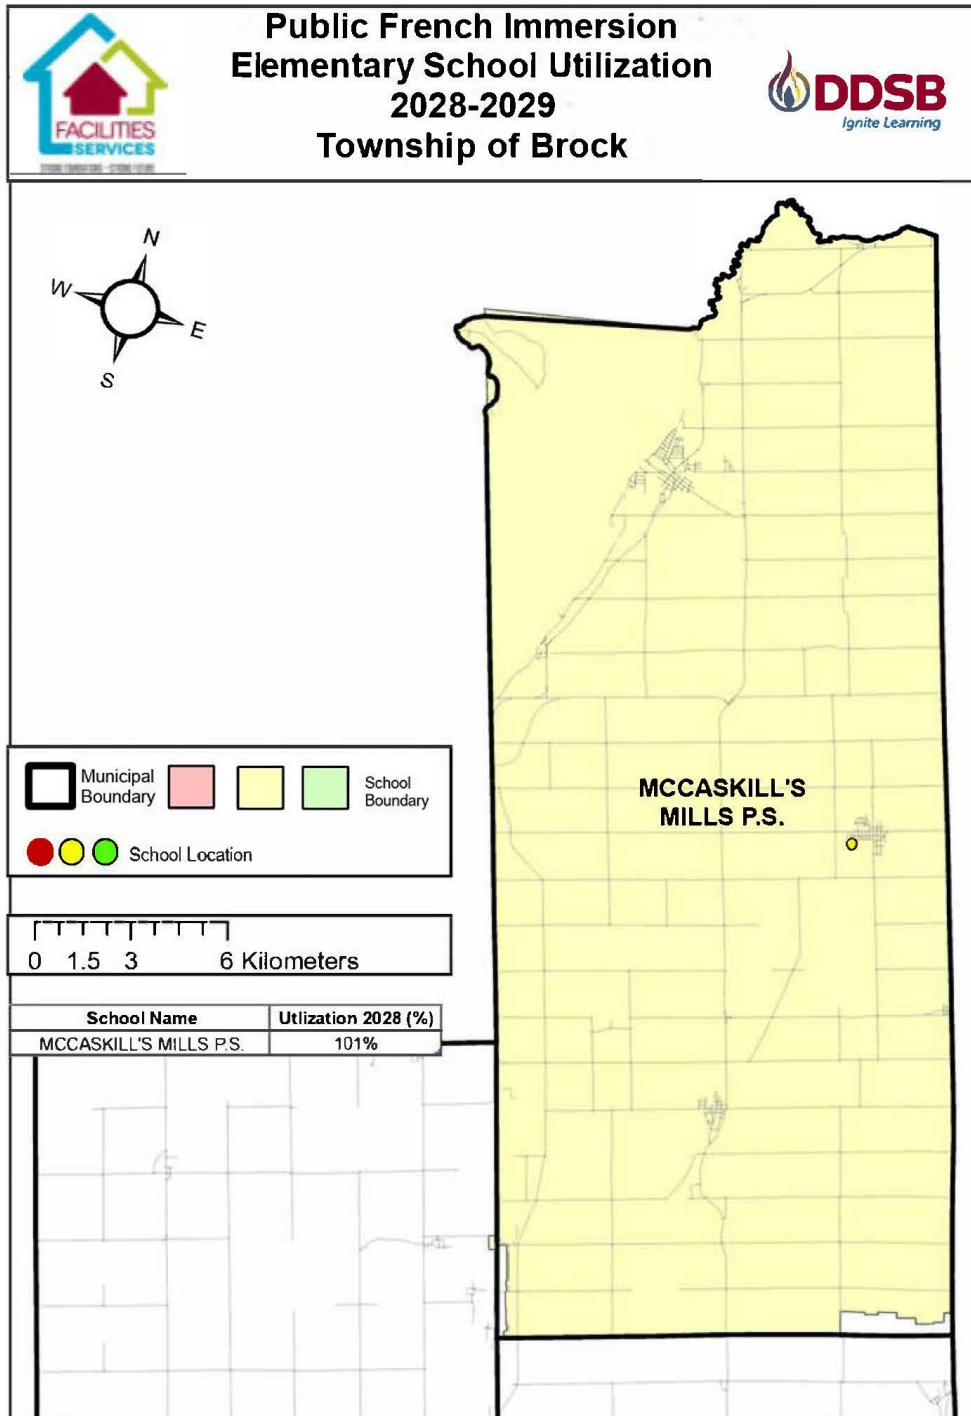 Public French Immersion
Elementary School Utilization
2028-2029
Township of Brock
FACILITIES
SERVICES
DDSB
Ignite Learning
N
W
E
S
MCCASKILL'S
MILLS P.S.
Municipal
Boundary
School
Boundary
School Location
0 1.5 3 6 Kilometers
School Name Utlization 2028 (%)
MCCASKILL'S MILLS P.S. 101%